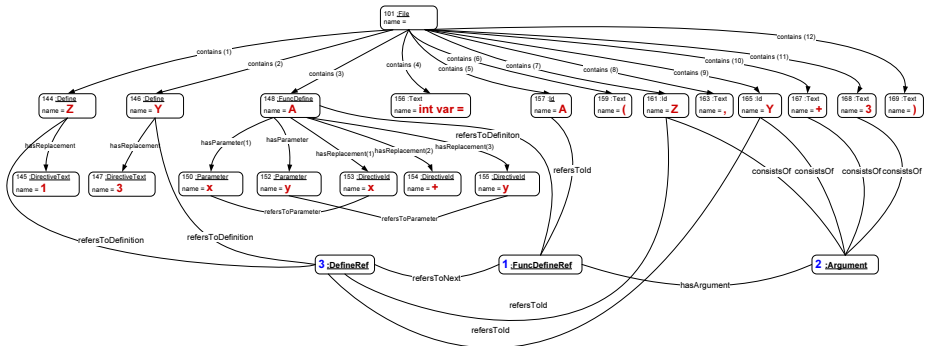 101 :File
name =
contains (1)
contains (2)
contains (3)
contains (4)
contains (6)
contains (5)
contains (7)
contains (8)
contains (9)
contains (10)
contains (11)
contains (12)
144 :Define
name = Z
146 :Define
name = Y
148 :FuncDefine
name = A
156 :Text
name = int var =
157 :Id
name = A
159 :Text
name = (
161 :Id
name = Z
163 :Text
name = ,
165 :Id
name = Y
167 :Text
name = +
168 :Text
name = 3
169 :Text
name = )
hasReplacement
hasReplacement
hasParameter(1)
hasParameter
hasReplacement(1)
hasReplacement(2)
hasReplacement(3)
refersToDefiniton
refersToId
consistsOf
consistsOf
consistsOf
consistsOf
145 :DirectiveText
name = 1
147 :DirectiveText
name = 3
150 :Parameter
name = x
152 :Parameter
name = y
153 :DirectiveId
name = x
154 :DirectiveId
name = +
155 :DirectiveId
name = y
refersToParameter
refersToParameter
refersToDefinition
refersToDefinition
3 :DefineRef
refersToNext
1 :FuncDefineRef
hasArgument
2 :Argument
refersToId
refersToId